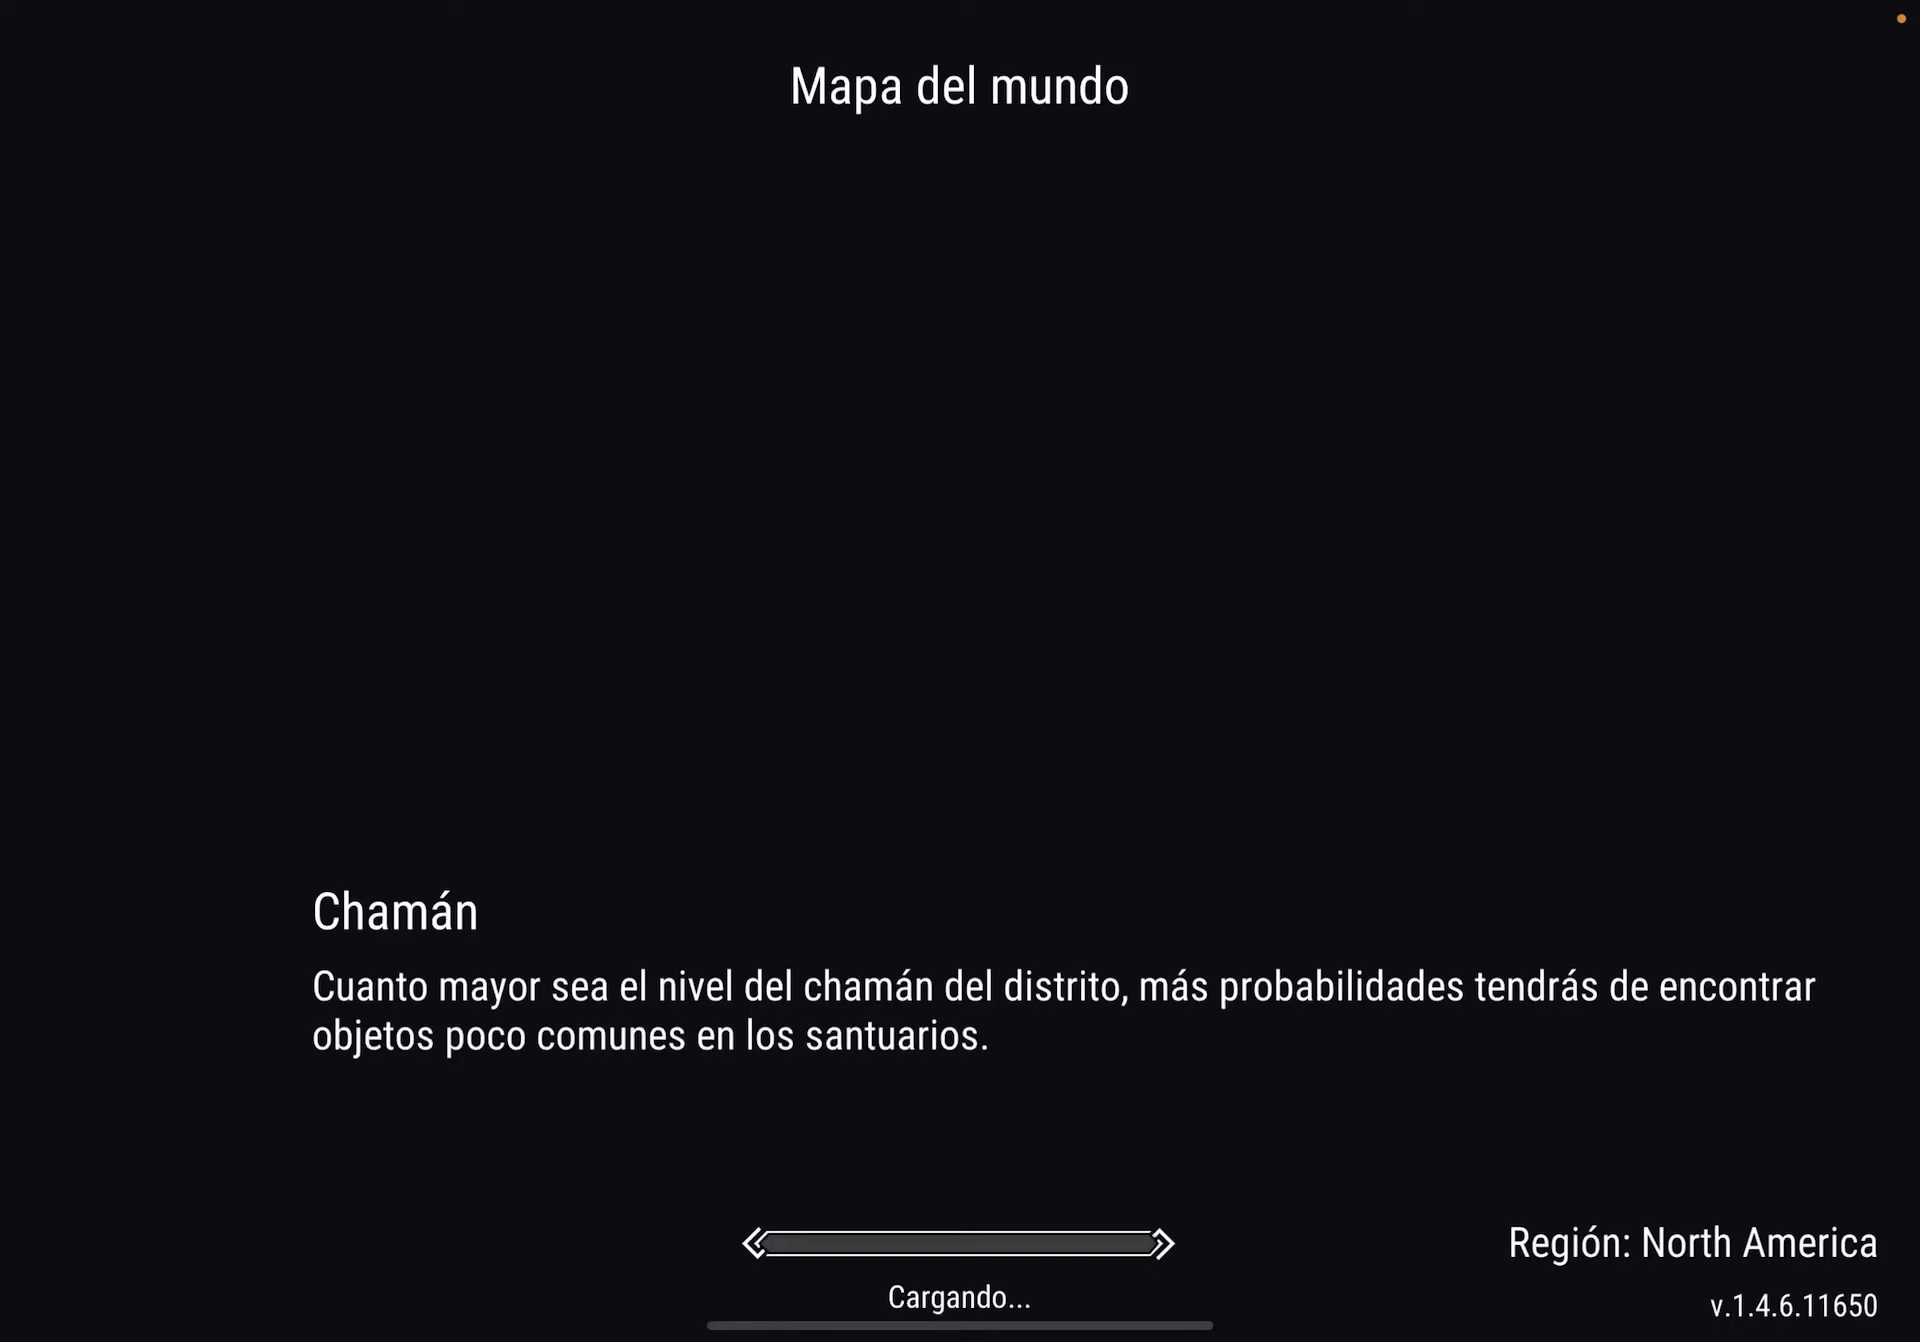 Mapa del mundo
Chamán
Cuanto mayor sea el nivel del chamán del distrito, más probabilidades tendrás de encontrar
objetos poco comunes en los santuarios.
Región: North America
Cargando...
v.1.4.6.11650